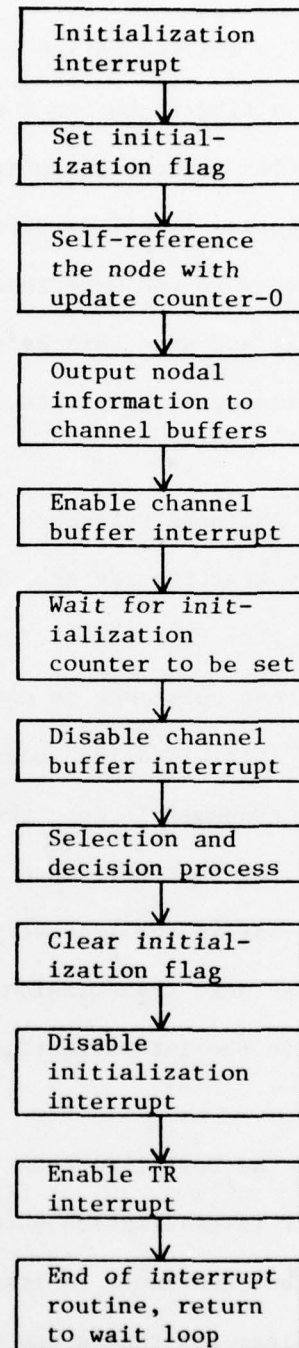 Initialization
interrupt
Set initial-
ization flag
Self-reference
the node with
update counter-0
Output nodal
information to
channel buffers
Enable channel
buffer interrupt
Wait for init-
ialization
counter to be set
Disable channel
buffer interrupt
Selection and
decision process
Clear initial-
ization flag
Disable
initialization
interrupt
Enable TR
interrupt
End of interrupt
routine, return
to wait loop